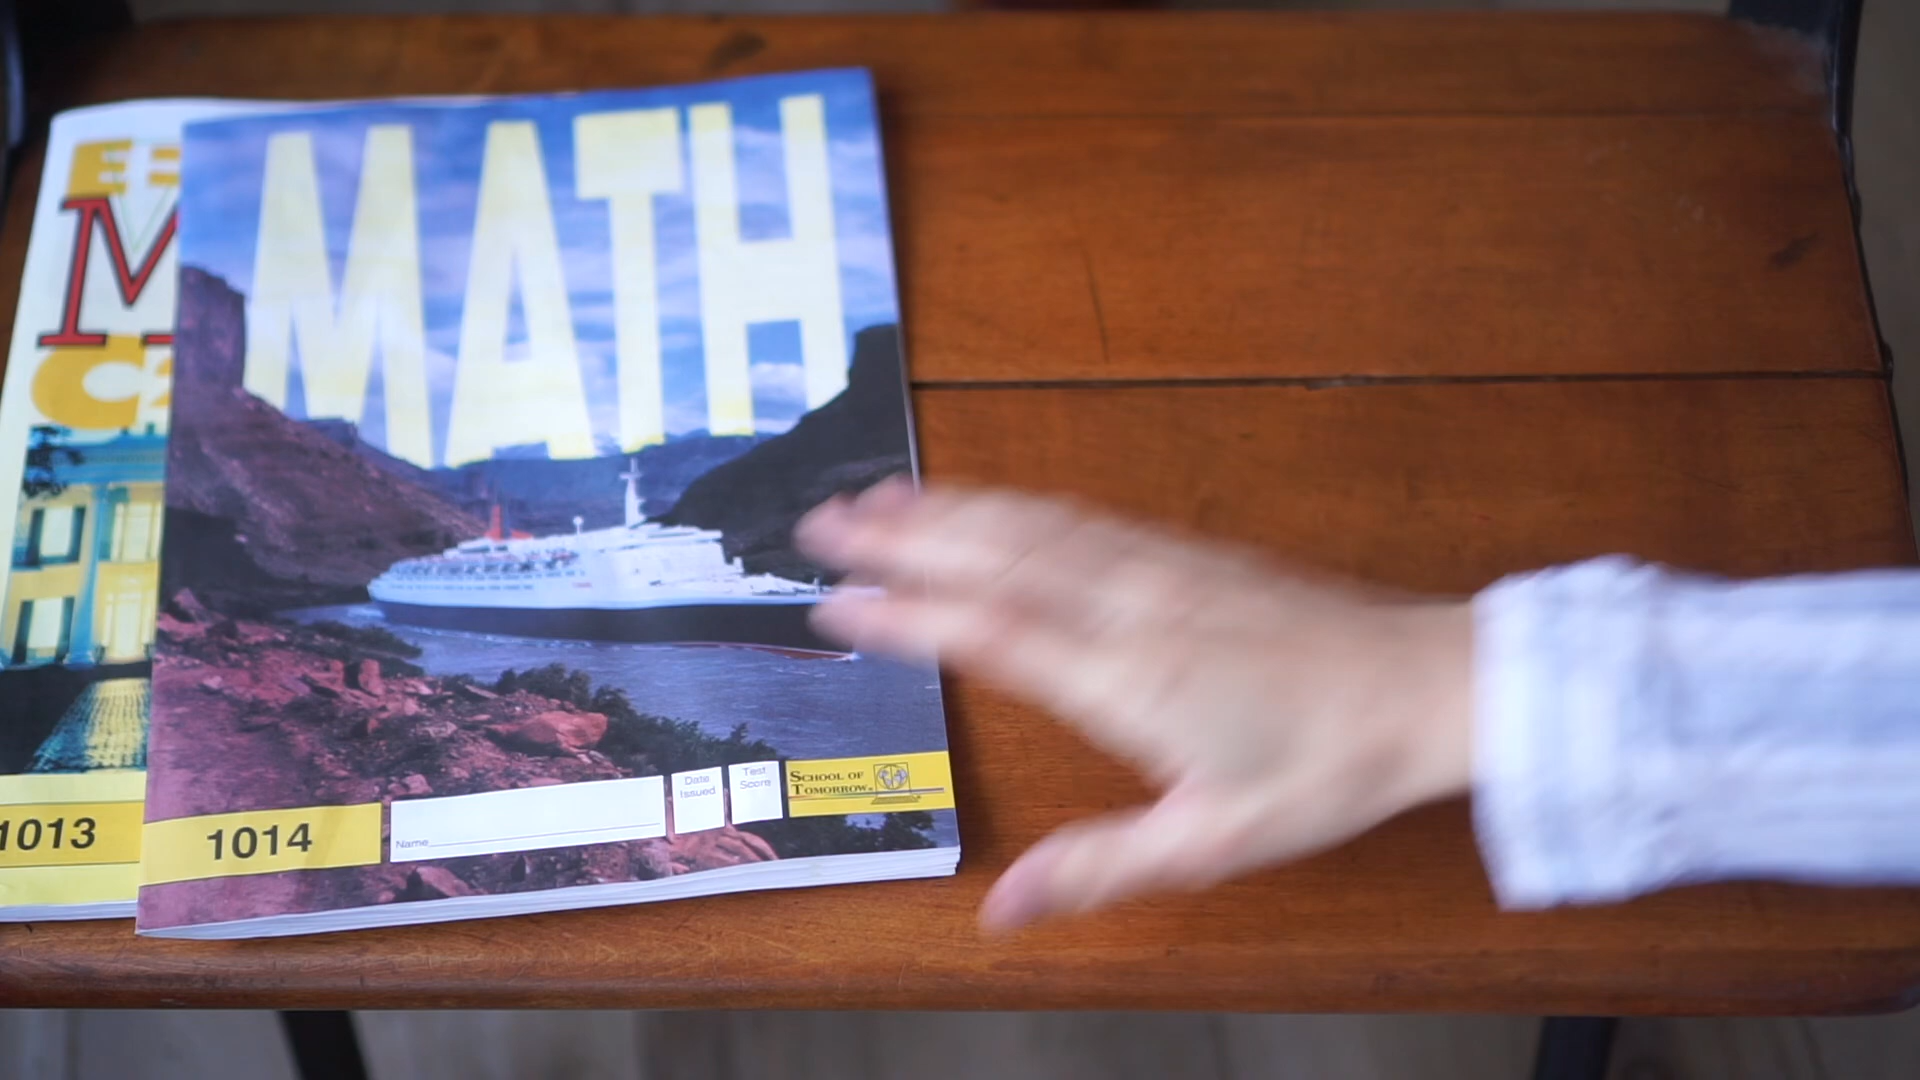 MATH
1013
1014
Name
Date
Issued
Test
Score
SCHOOL OF
TOMORROW®